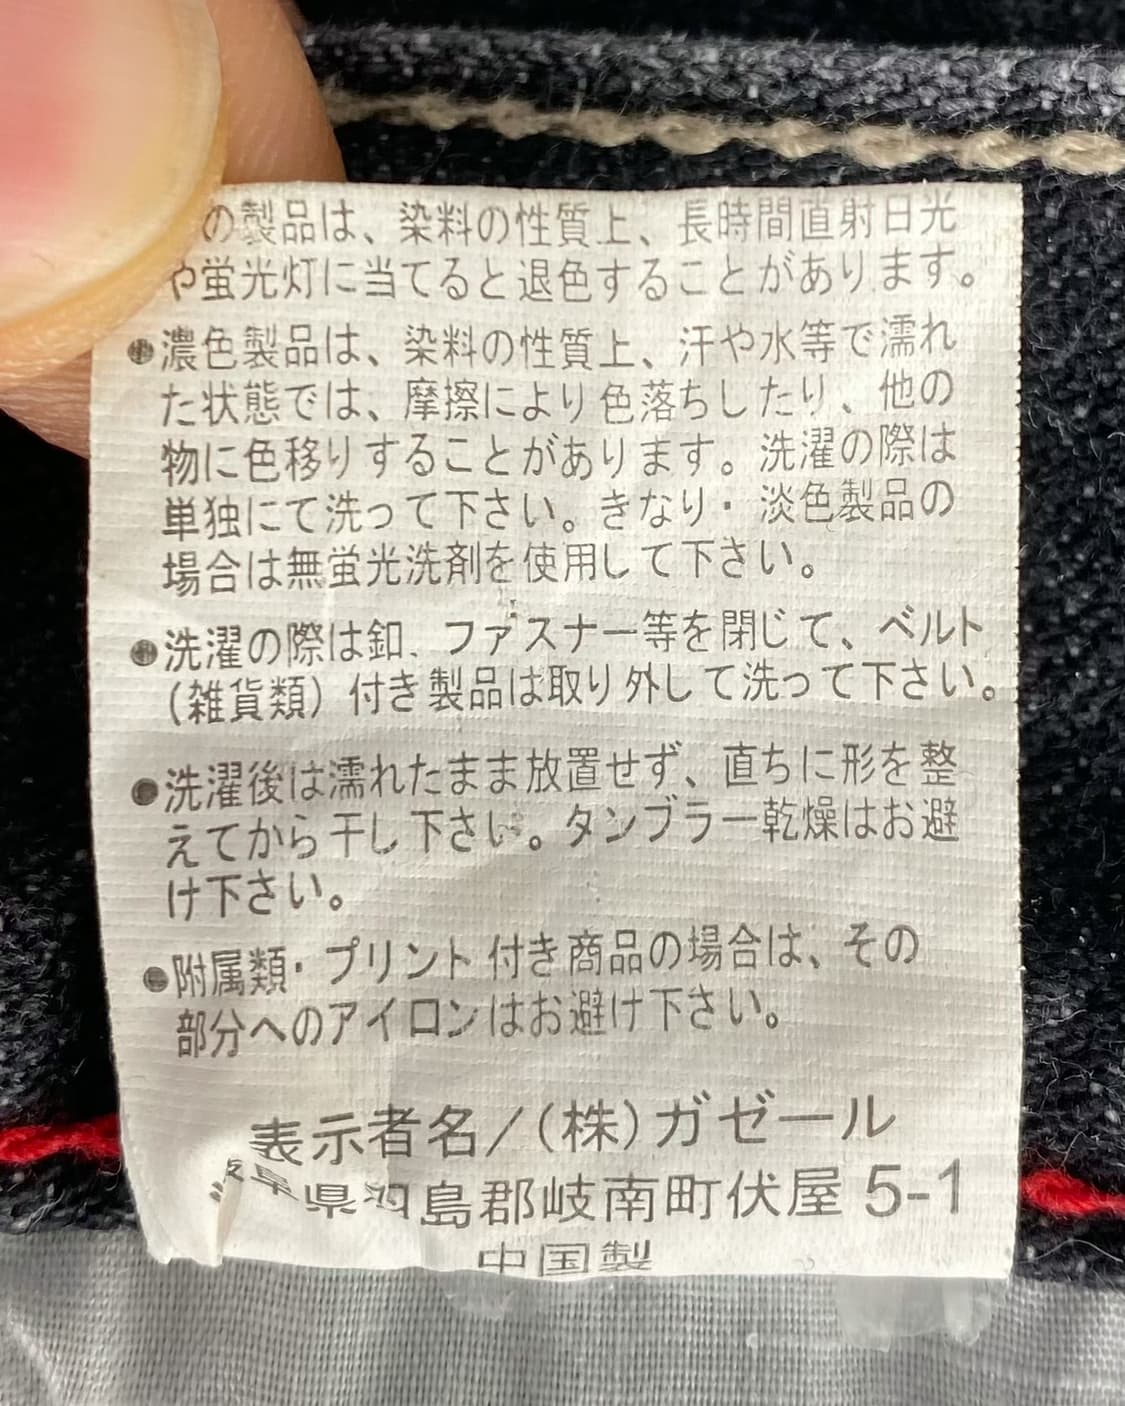 の製品は、染料の性質上、長時間直射日光
や蛍光灯に当てると退色することがあります。
●濃色製品は、染料の性質上、汗や水等で濡れ
た状態では、摩擦により色落ちしたり、他の
物に色移りすることがあります。洗濯の際は
単独にて洗って下さい。きなり・淡色製品の
場合は無蛍光洗剤を使用して下さい。
●洗濯の際は釦、ファスナー等を閉じて、ベルト
(雑貨類)付き製品は取り外して洗って下さい。
●洗濯後は濡れたまま放置せず、直ちに形を整
えてから干し下さい。タンブラー乾燥はお避
け下さい。
●附属類・プリント付き商品の場合は、その
部分へのアイロンはお避け下さい。
表示者名/(株)ガゼール
岐阜県羽島郡岐南町伏屋5-1
中国製